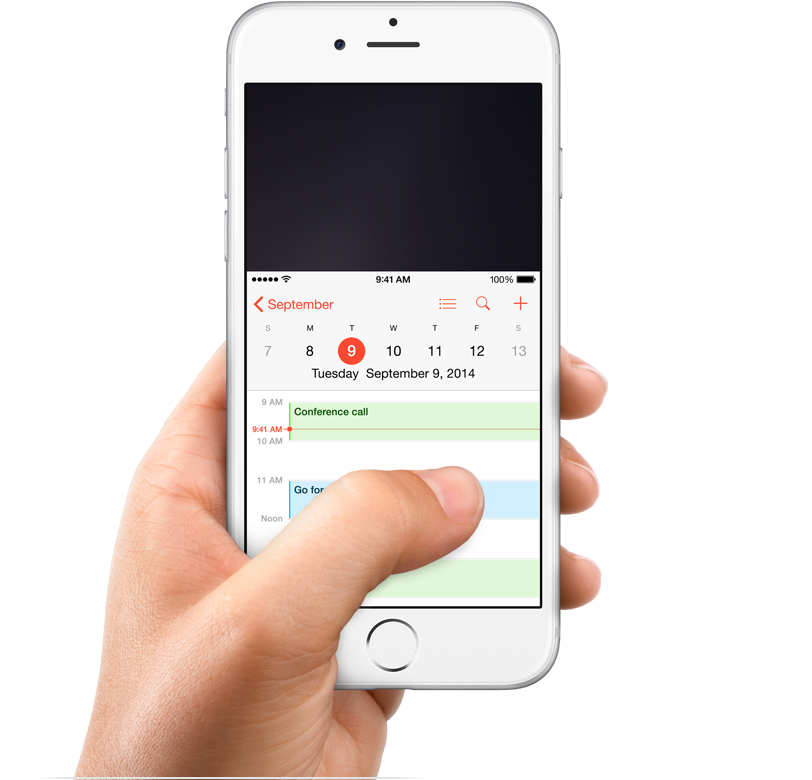 9:41 AM 100%
September
S M T W T F S
7 8 9 10 11 12 13
Tuesday September 9, 2014
9 AM
Conference call
9:41 AM
10 AM
11 AM
Go for
Noon